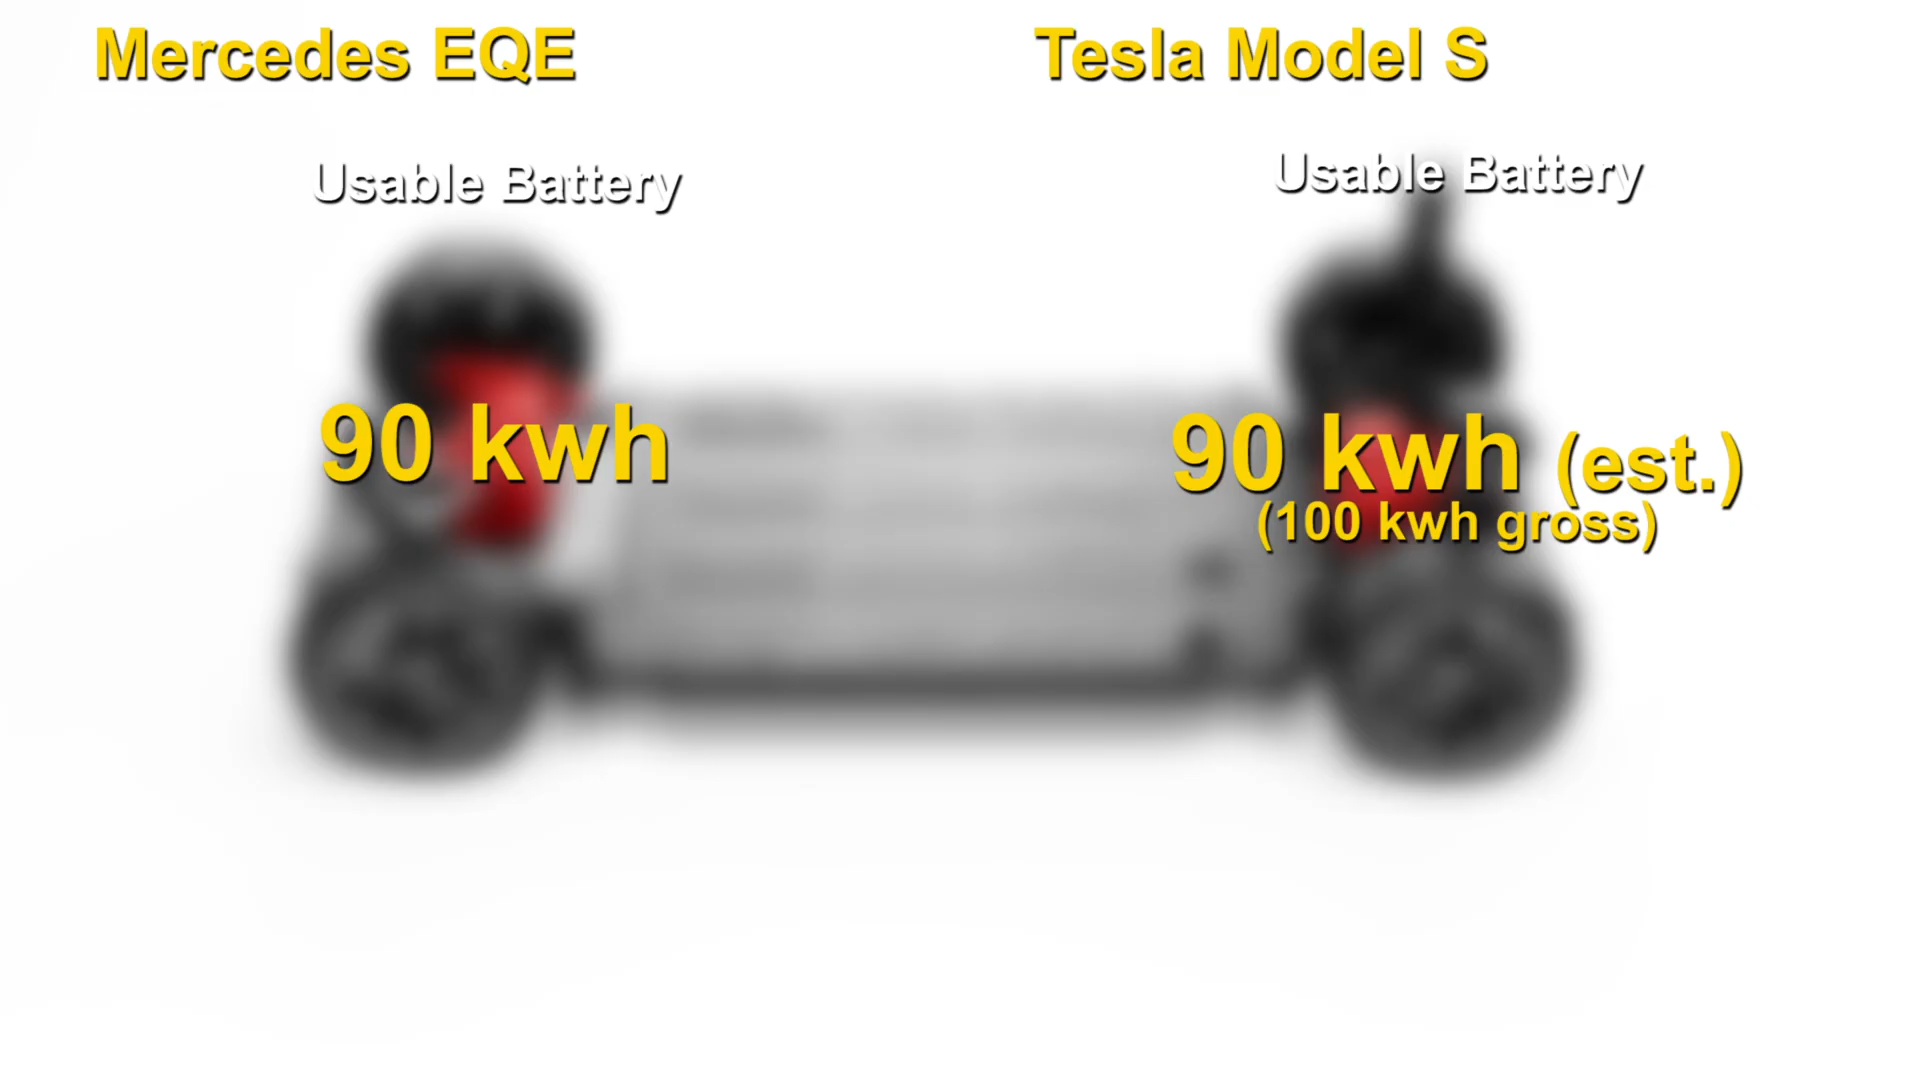 Mercedes EQE
Tesla Model S
Usable Battery
Usable Battery
90 kwh
90 kwh (est.)
(100 kwh gross)